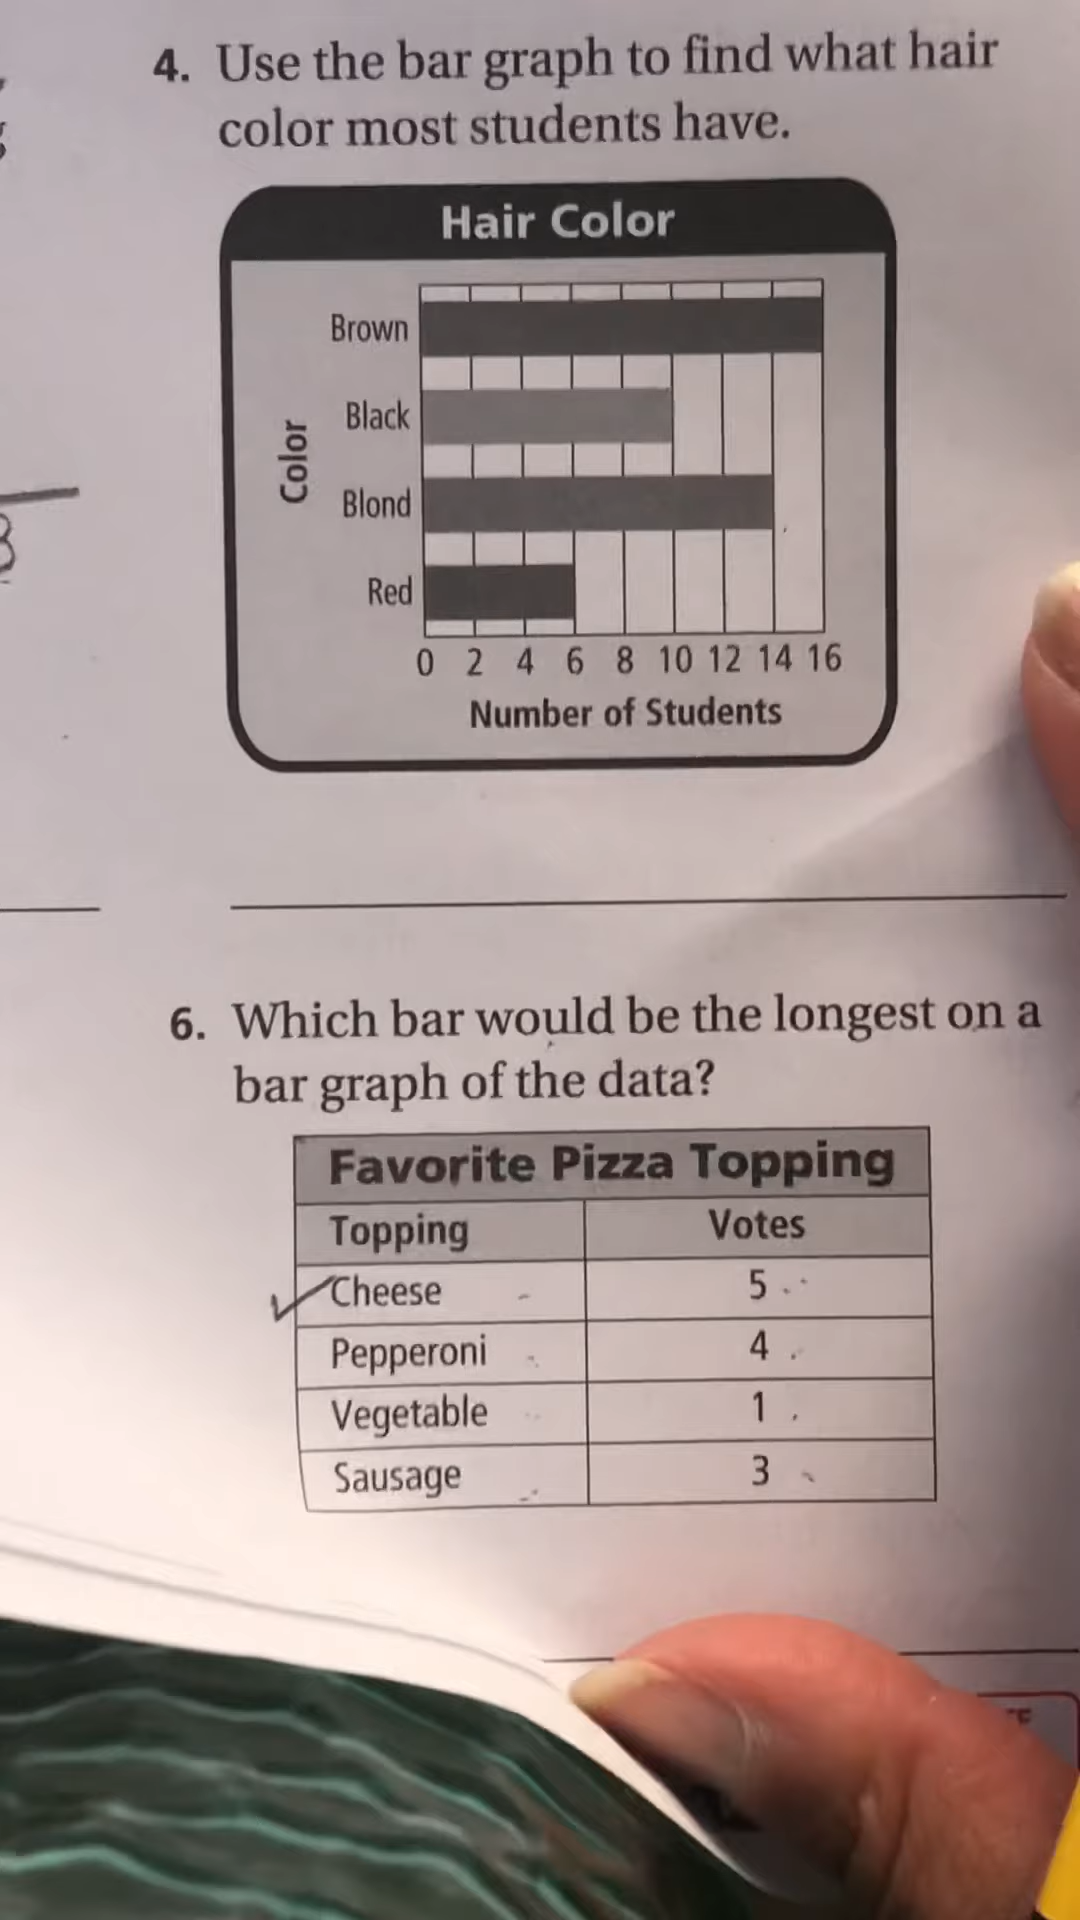 4. Use the bar graph to find what hair
color most students have.
Hair Color
Color
Brown
Black
Blond
Red
0 2 4 6 8 10 12 14 16
Number of Students
6. Which bar would be the longest on a
bar graph of the data?
Favorite Pizza Topping
Topping Votes
Cheese 5
Pepperoni 4
Vegetable 1
Sausage 3